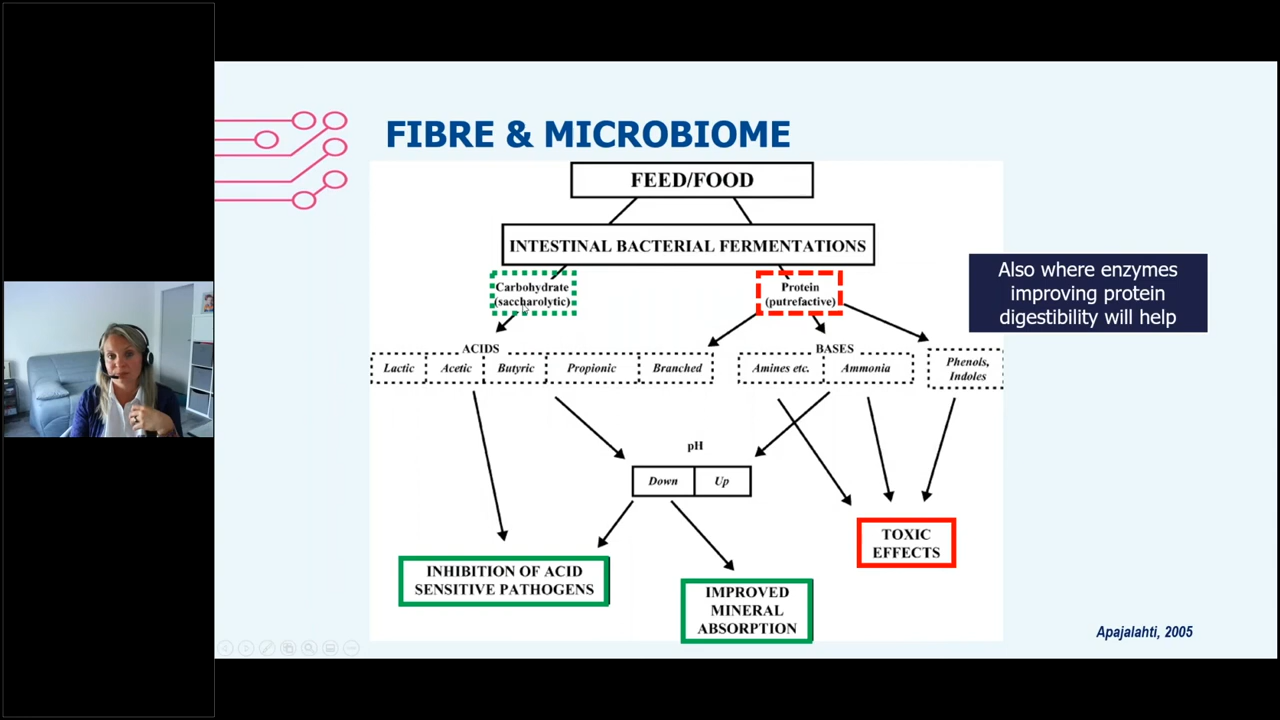 FIBRE & MICROBIOME
FEED/FOOD
INTESTINAL BACTERIAL FERMENTATIONS
Carbohydrate
(saccharolytic)
Protein
(putrefactive)
Also where enzymes
improving protein
digestibility will help
ACIDS
BASES
Lactic
Acetic
Butyric
Propionic
Branched
Amines etc.
Ammonia
Phenols,
Indoles
pH
Down
Up
TOXIC
EFFECTS
INHIBITION OF ACID
SENSITIVE PATHOGENS
IMPROVED
MINERAL
ABSORPTION
Apajalahti, 2005